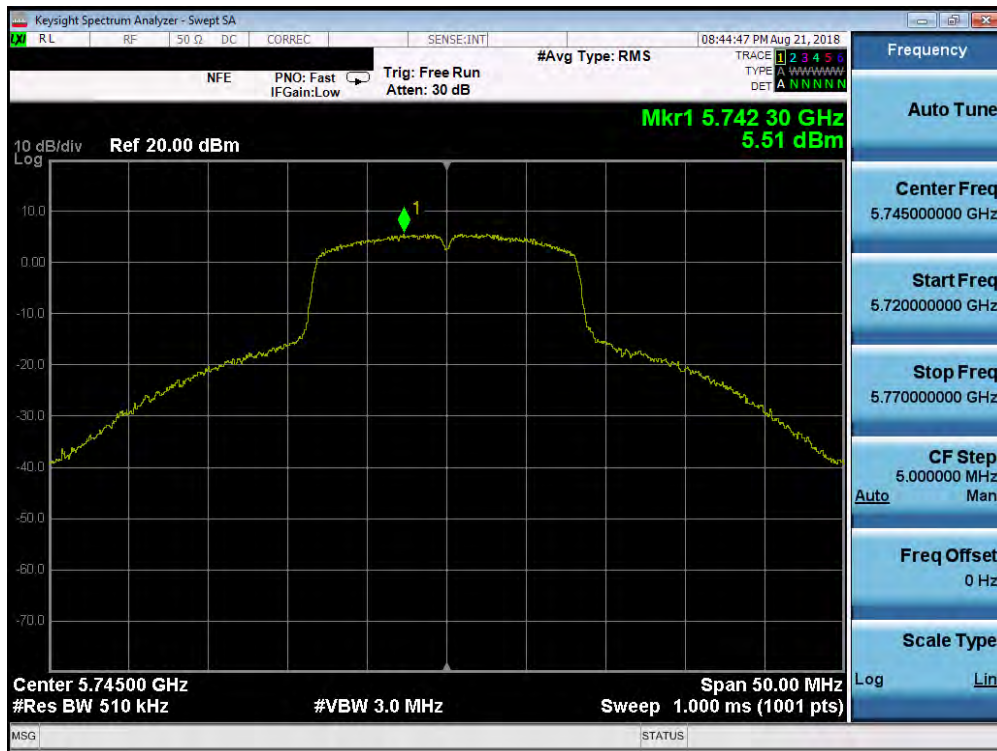 Keysight Spectrum Analyzer - Swept SA
LXI RL RF 50 Ω DC CORREC SENSE:INT 08:44:47 PM Aug 21, 2018
#Avg Type: RMS TRACE 1 2 3 4 5 6
NFE PNO: Fast Trig: Free Run TYPE A WWWWW
IFGain:Low Atten: 30 dB DET A N N N N N
Mkr1 5.742 30 GHz
5.51 dBm
10 dB/div Ref 20.00 dBm
Log
1
10.0
0.00
-10.0
-20.0
-30.0
-40.0
-50.0
-60.0
-70.0
Center 5.74500 GHz Span 50.00 MHz
#Res BW 510 kHz #VBW 3.0 MHz Sweep 1.000 ms (1001 pts)
MSG STATUS
Frequency
Auto Tune
Center Freq
5.745000000 GHz
Start Freq
5.720000000 GHz
Stop Freq
5.770000000 GHz
CF Step
5.000000 MHz
Auto Man
Freq Offset
0 Hz
Scale Type
Log Lin